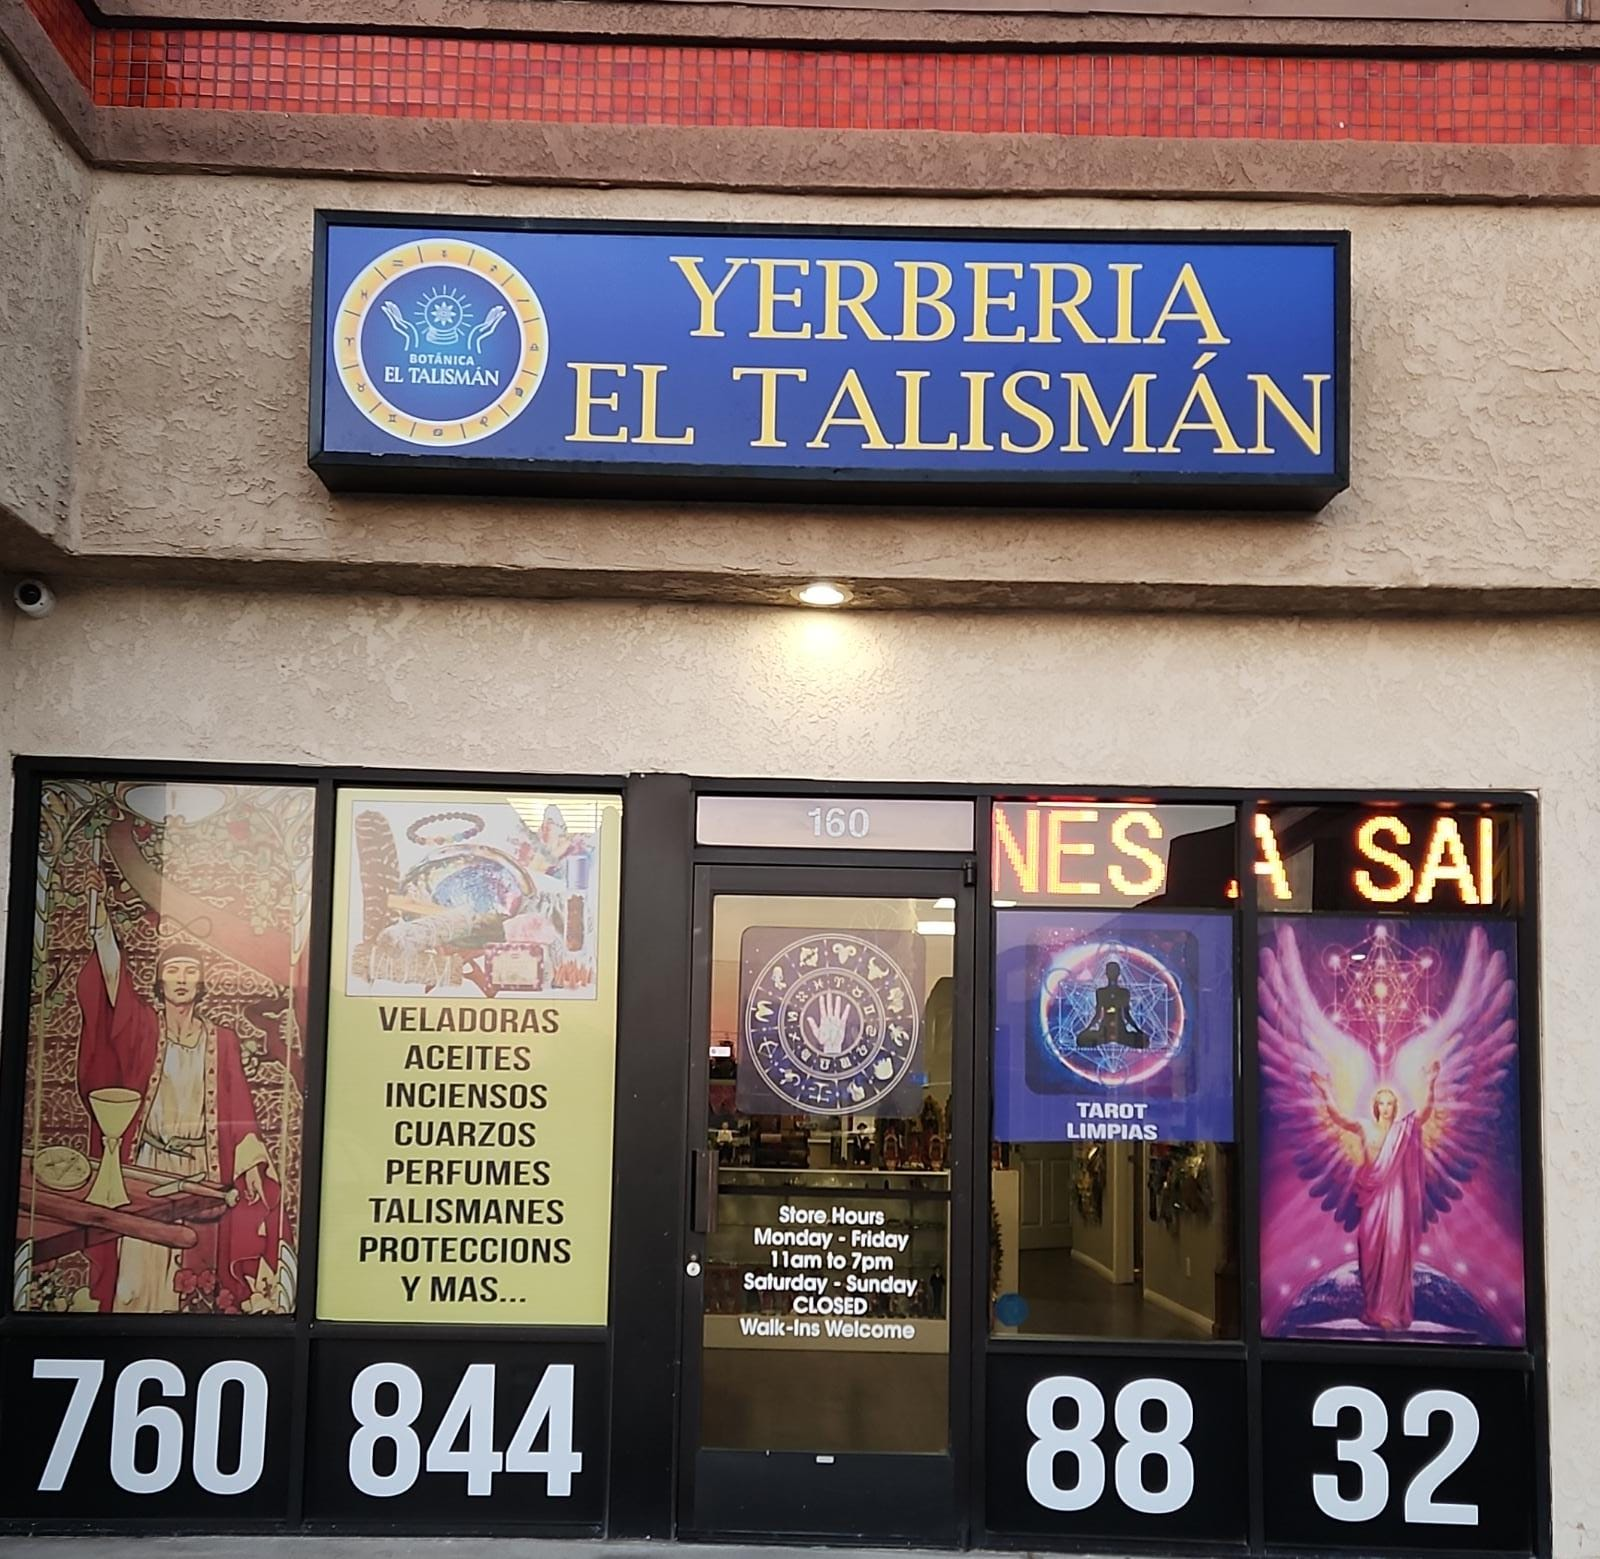 YERBERIA
EL TALISMÁN
BOTÁNICA
EL TALISMÁN
160
NES A SAI
VELADORAS
ACEITES
INCIENSOS
CUARZOS
PERFUMES
TALISMANES
PROTECCIONS
Y MAS...
TAROT
LIMPIAS
Store Hours
Monday - Friday
11am to 7pm
Saturday - Sunday
CLOSED
Walk-Ins Welcome
760 844 88 32